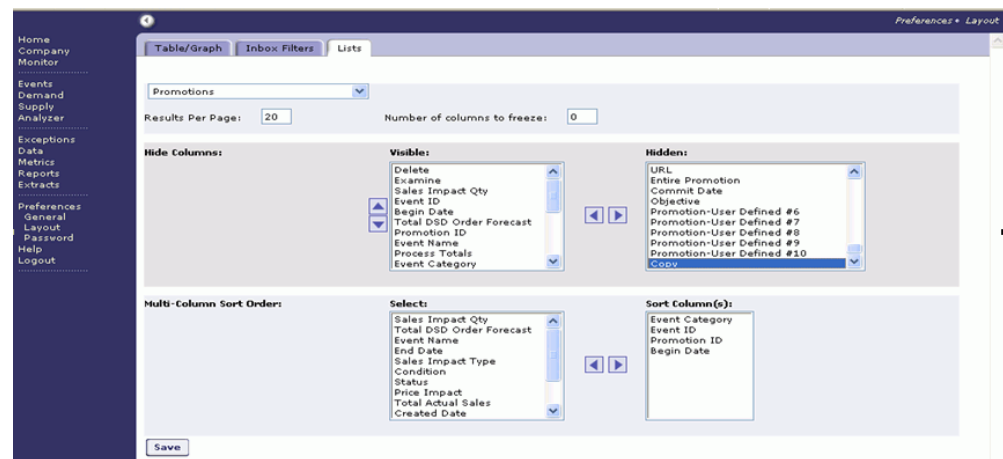 Preferences • Layout
Home
Company
Monitor
Events
Demand
Supply
Analyzer
Exceptions
Data
Metrics
Reports
Extracts
Preferences
General
Layout
Password
Help
Logout
Table/Graph Inbox Filters Lists
Promotions
Results Per Page: 20 Number of columns to freeze: 0
Hide Columns:
Visible:
Delete
Examine
Sales Impact Qty
Event ID
Begin Date
Total DSD Order Forecast
Promotion ID
Event Name
Process Totals
Event Category
Hidden:
URL
Entire Promotion
Commit Date
Objective
Promotion-User Defined #6
Promotion-User Defined #7
Promotion-User Defined #8
Promotion-User Defined #9
Promotion-User Defined #10
Copy
Multi-Column Sort Order:
Select:
Sales Impact Qty
Total DSD Order Forecast
Event Name
End Date
Sales Impact Type
Condition
Status
Price Impact
Total Actual Sales
Created Date
Sort Column(s):
Event Category
Event ID
Promotion ID
Begin Date
Save